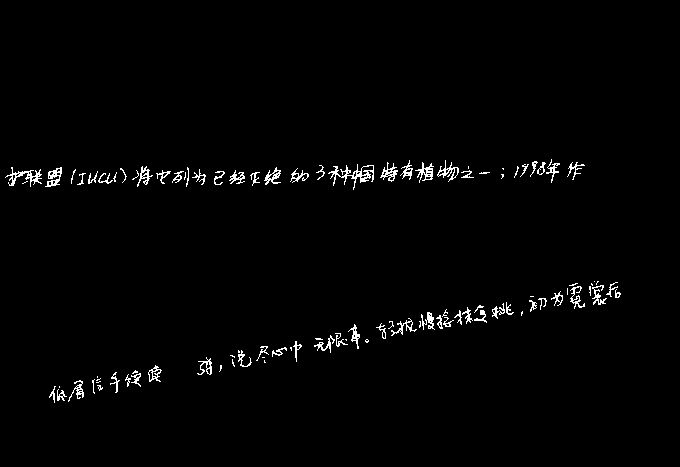 护联盟(IUCU)将它列为已经灭绝的3种中国特有植物之一;1998年作
低眉信手续续 弹,说尽心中无限事。轻拢慢捻抹复挑,初为霓裳后